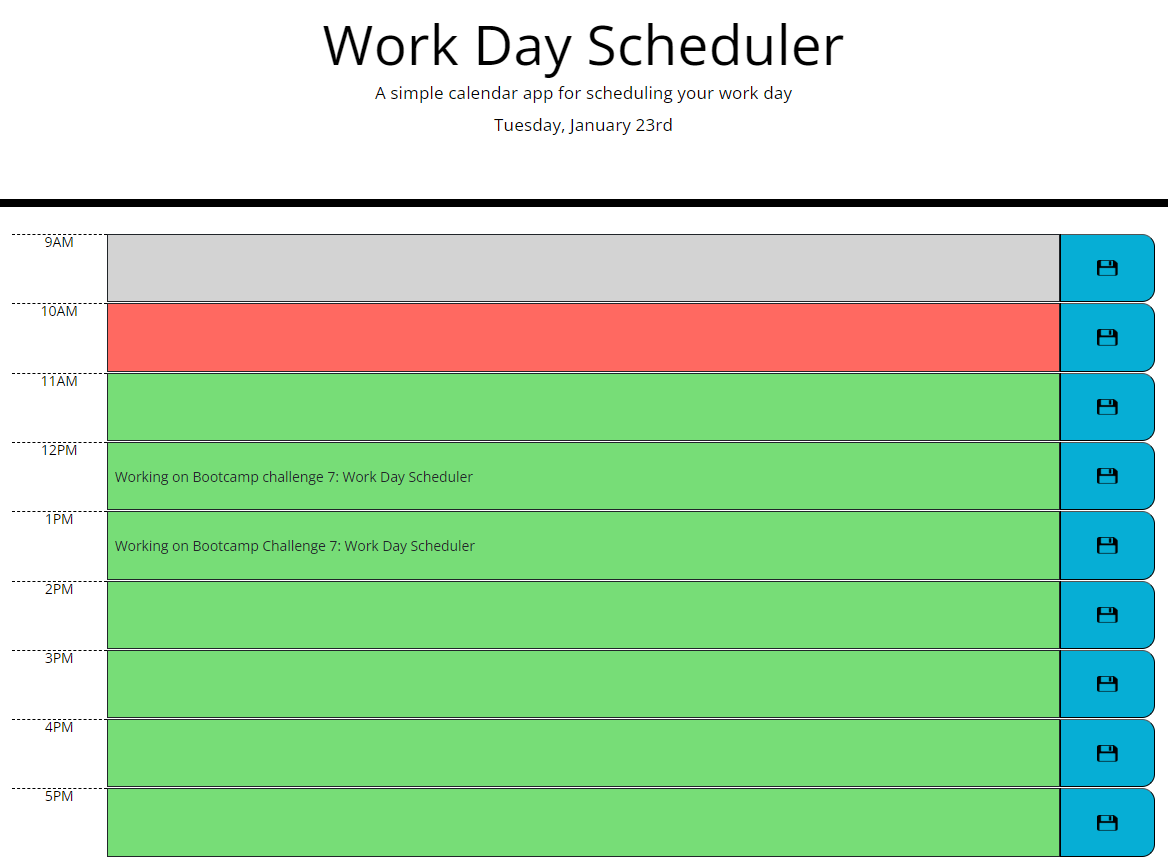 Work Day Scheduler
A simple calendar app for scheduling your work day
Tuesday, January 23rd
9AM
10AM
11AM
12PM
Working on Bootcamp challenge 7: Work Day Scheduler
1PM
Working on Bootcamp Challenge 7: Work Day Scheduler
2PM
3PM
4PM
5PM